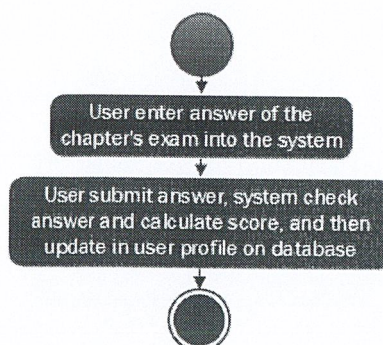 User enter answer of the
chapter's exam into the system
User submit answer, system check
answer and calculate score, and then
update in user profile on database